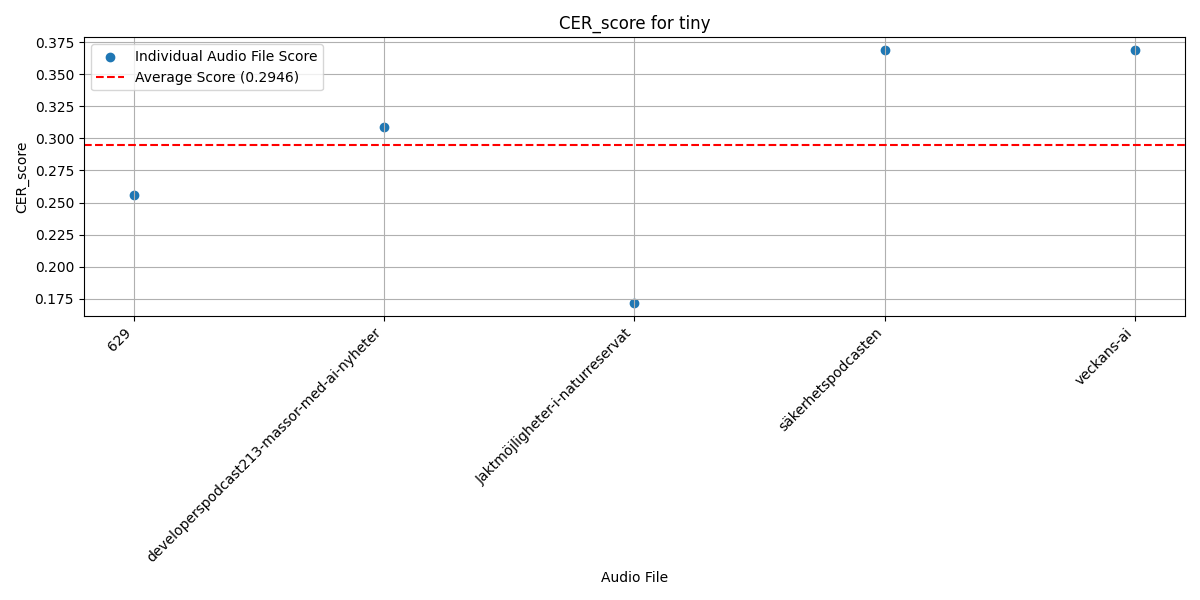 CER_score for tiny
Individual Audio File Score
Average Score (0.2946)
CER_score
0.375
0.350
0.325
0.300
0.275
0.250
0.225
0.200
0.175
629
developerspodcast213-massor-med-ai-nyheter
Jaktmöjligheter-i-naturreservat
säkerhetspodcasten
veckans-ai
Audio File